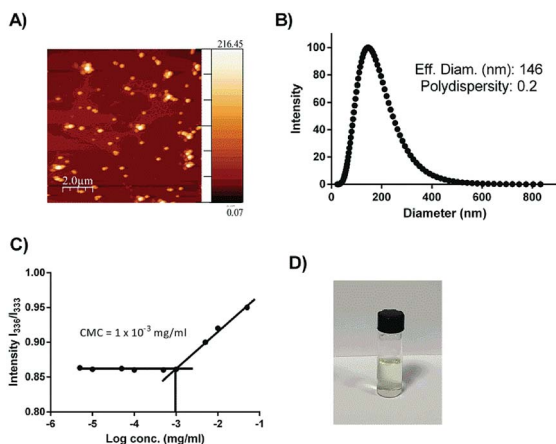 A)
216.45
2.0µm
0.07
B)
Intensity
100
80
60
40
20
0
Eff. Diam. (nm): 146
Polydispersity: 0.2
0
200
400
600
800
Diameter (nm)
C)
Intensity I336/I333
1.00
0.95
0.90
0.85
0.80
CMC = 1 x 10-3 mg/ml
-6
-5
-4
-3
-2
-1
Log conc. (mg/ml)
D)